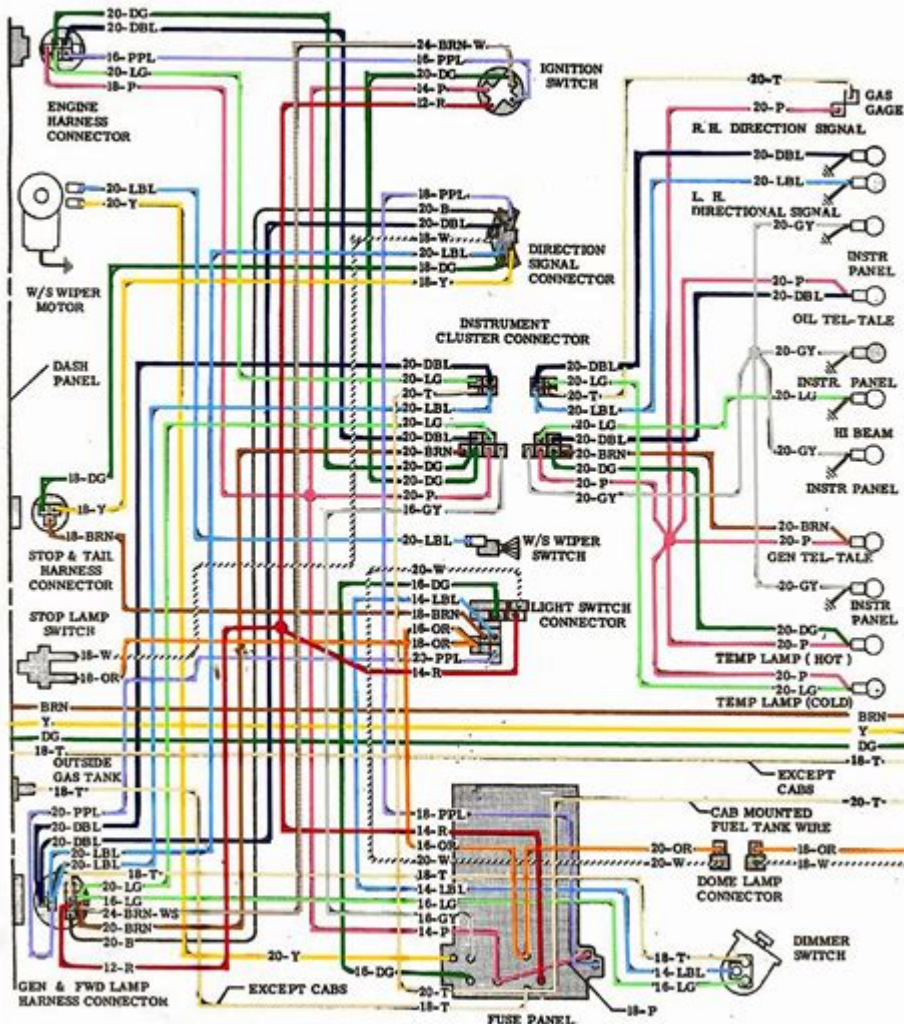 20-DG
20-DBL
16-PPL
20-LG
18-P
ENGINE
HARNESS
CONNECTOR
24-BRN-W
16-PPL
20-DG
14-P
12-R
IGNITION
SWITCH
20-T
20-P
GAS
GAGE
R.H. DIRECTION SIGNAL
20-DBL
20-LBL
L. H.
DIRECTIONAL SIGNAL
20-GY
INSTR
PANEL
20-P
20-DBL
OIL TEL-TALE
20-GY
INSTR. PANEL
20-LG
HI BEAM
20-GY
INSTR PANEL
20-BRN
20-P
GEN TEL-TALE
20-GY
INSTR
PANEL
20-DG
20-P
TEMP LAMP (HOT)
20-P
20-LG
TEMP LAMP (COLD)
20-LBL
20-Y
W/S WIPER
MOTOR
18-PPL
20-B
20-DBL
18-W
20-LBL
18-DG
18-Y
DIRECTION
SIGNAL
CONNECTOR
INSTRUMENT
CLUSTER CONNECTOR
DASH
PANEL
20-DBL
20-LG
20-T
20-LBL
20-LG
20-DBL
20-BRN
20-DG
20-DG
20-P
16-GY
20-DBL
20-LG
20-T
20-LBL
20-LG
20-DBL
20-BRN
20-DG
20-P
20-GY
18-DG
18-Y
18-BRN
STOP & TAIL
HARNESS
CONNECTOR
20-LBL
W/S WIPER
SWITCH
20-W
16-DG
14-LBL
18-BRN
16-OR
18-OR
14-R
LIGHT SWITCH
CONNECTOR
STOP LAMP
SWITCH
18-W
18-OR
BRN
Y
DG
18-T
BRN
Y
DG
18-T
OUTSIDE
GAS TANK
18-T
EXCEPT
CABS
20-T
CAB MOUNTED
FUEL TANK WIRE
20-PPL
20-DBL
20-DBL
20-LBL
20-LBL
18-T
20-LG
16-LG
24-BRN-WS
20-BRN
20-B
12-R
GEN & FWD LAMP
HARNESS CONNECTOR
20-Y
16-DG
EXCEPT CABS
18-PPL
14-R
16-OR
20-W
18-T
14-LBL
16-LG
16-GY
14-P
20-T
18-T
FUSE PANEL
18-P
20-OR
20-W
18-OR
18-W
DOME LAMP
CONNECTOR
18-T
14-LBL
16-LG
DIMMER
SWITCH